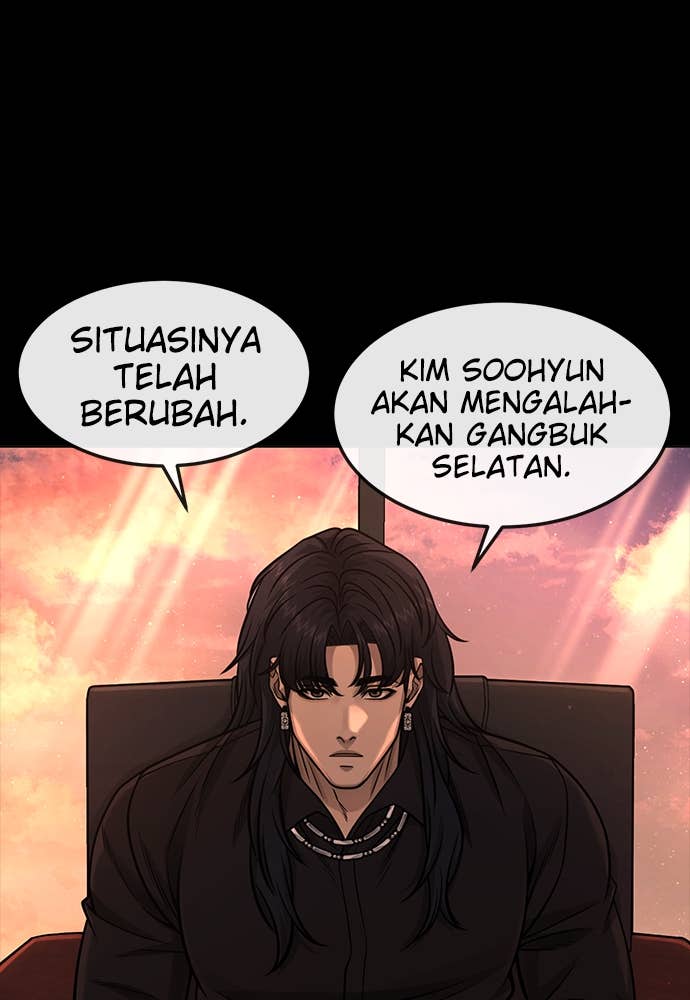 SITUASINYA
TELAH
BERUBAH.
KIM SOOHYUN
AKAN MENGALAH-
KAN GANGBUK
SELATAN.